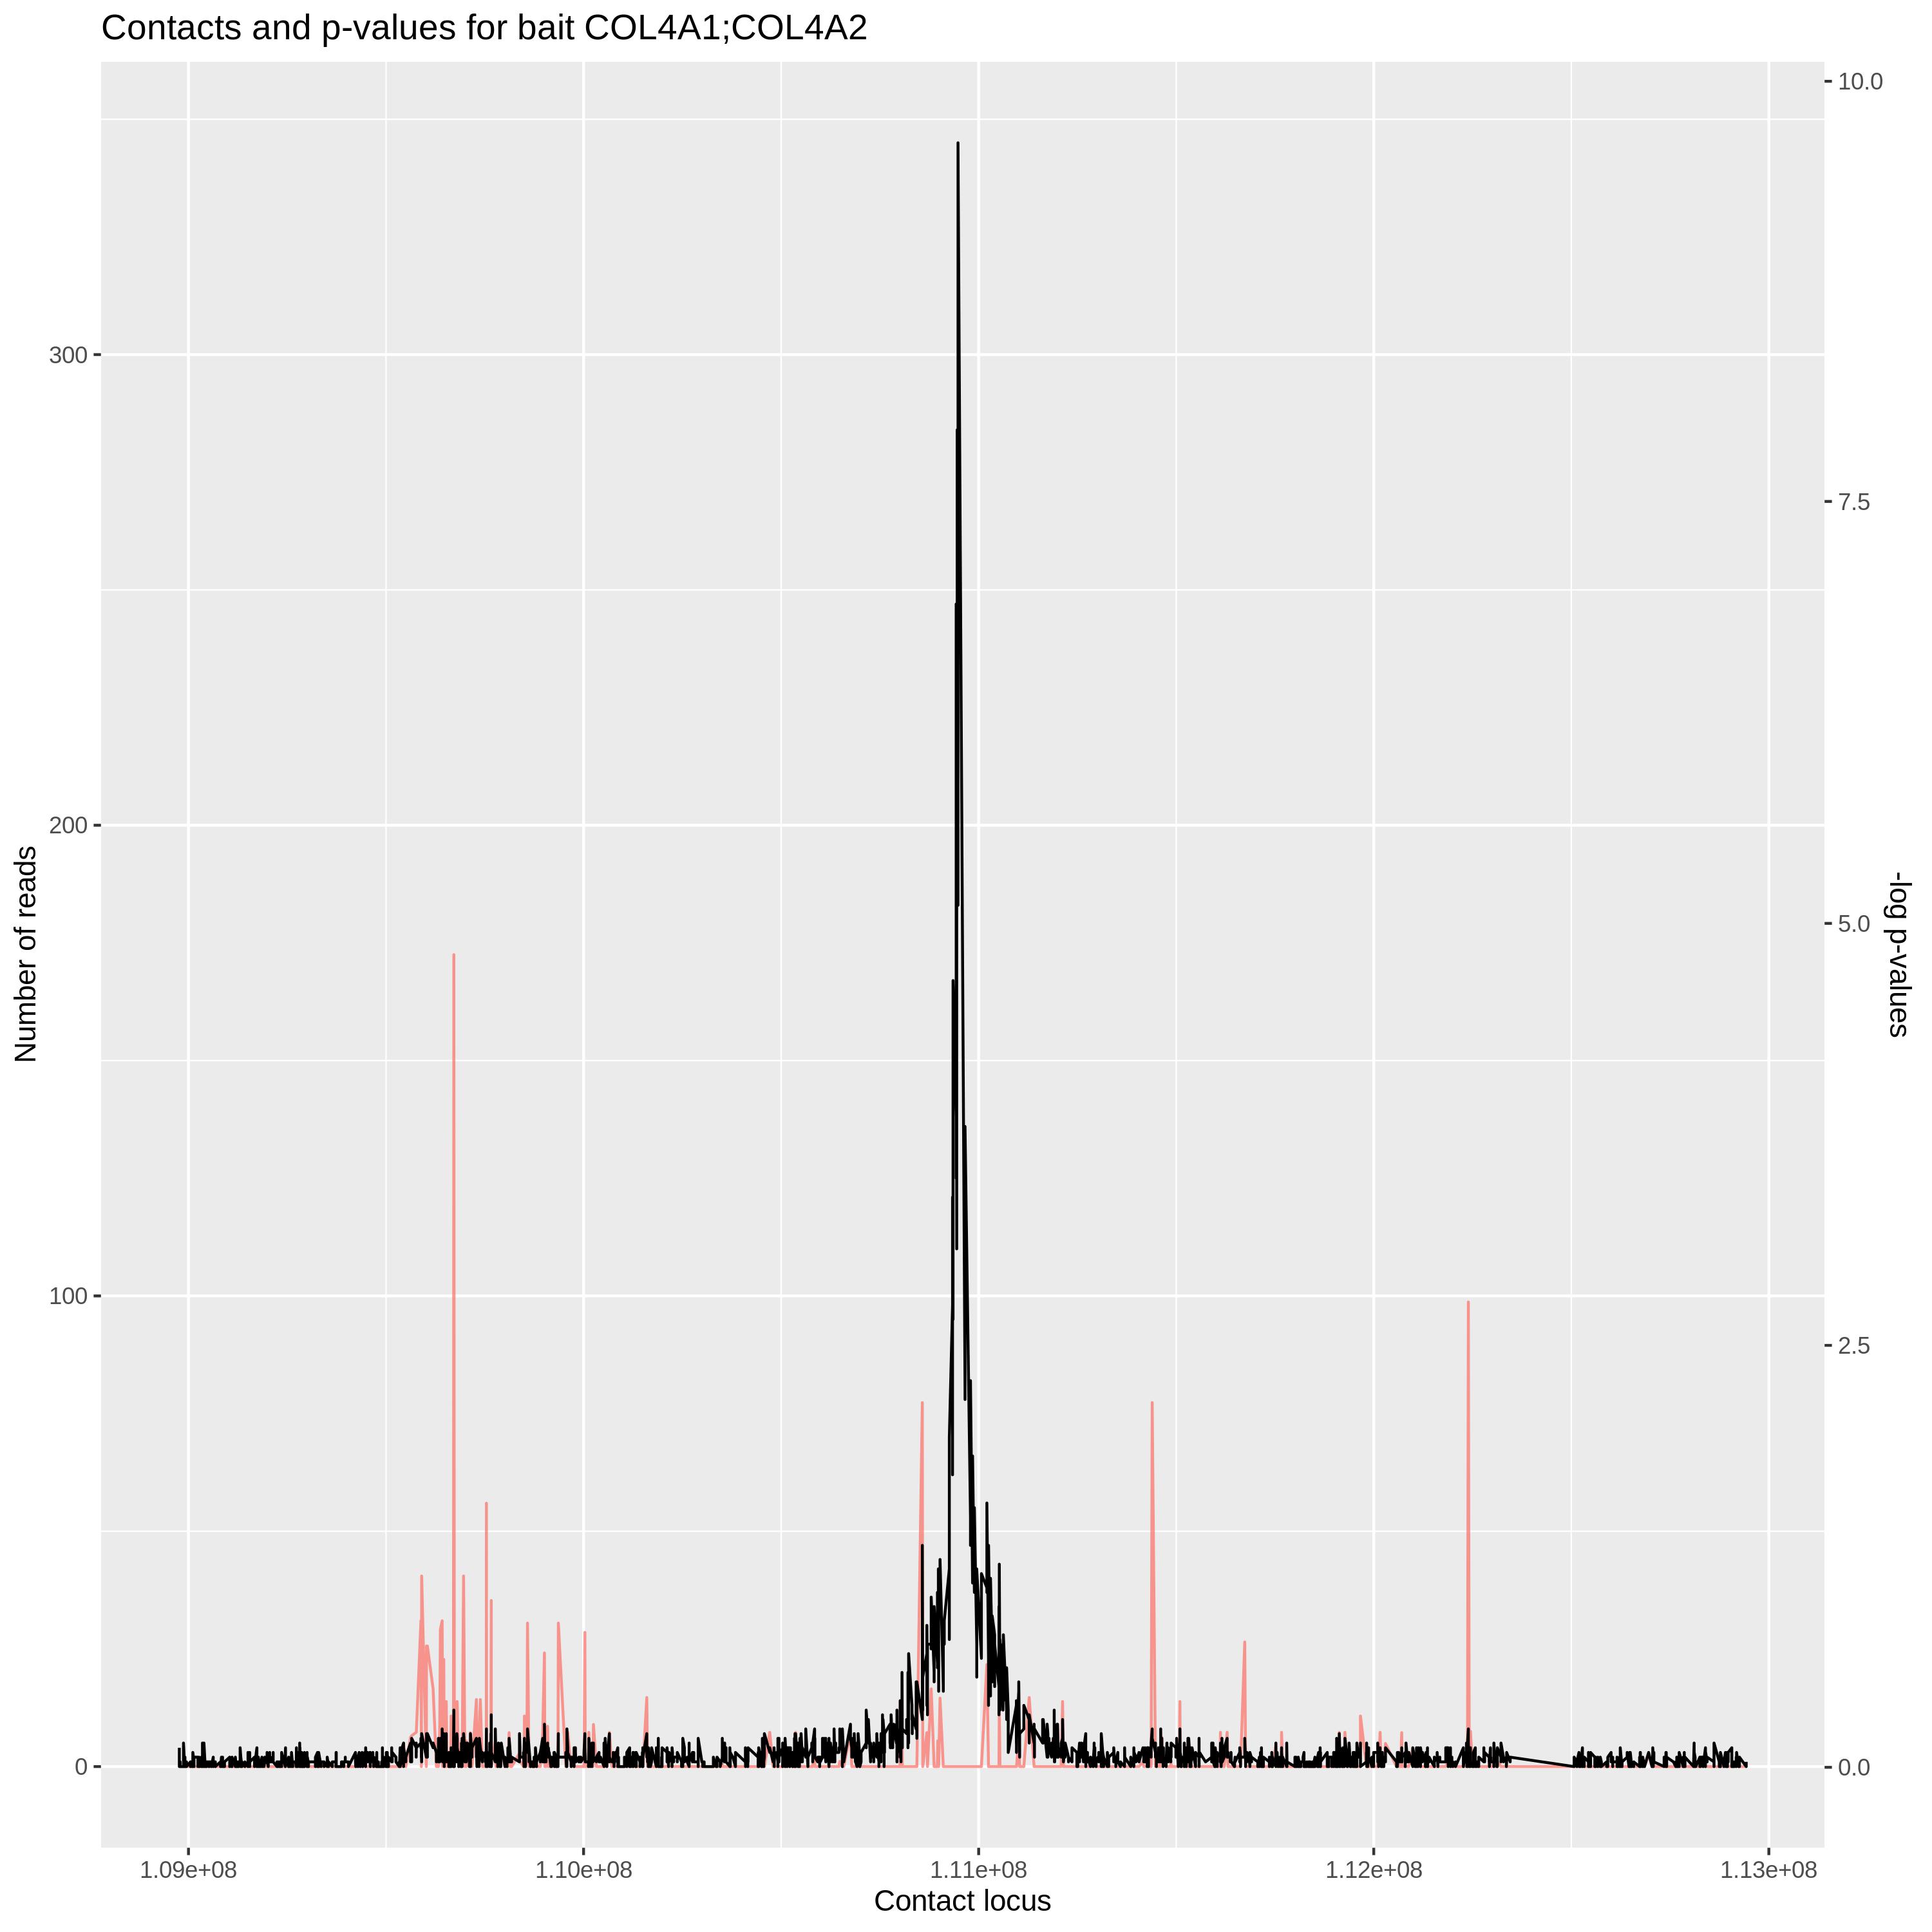 Contacts and p-values for bait COL4A1;COL4A2
10.0
300
7.5
200
Number of reads
5.0
-log p-values
100
2.5
0
0.0
1.09e+08
1.10e+08
1.11e+08
1.12e+08
1.13e+08
Contact locus